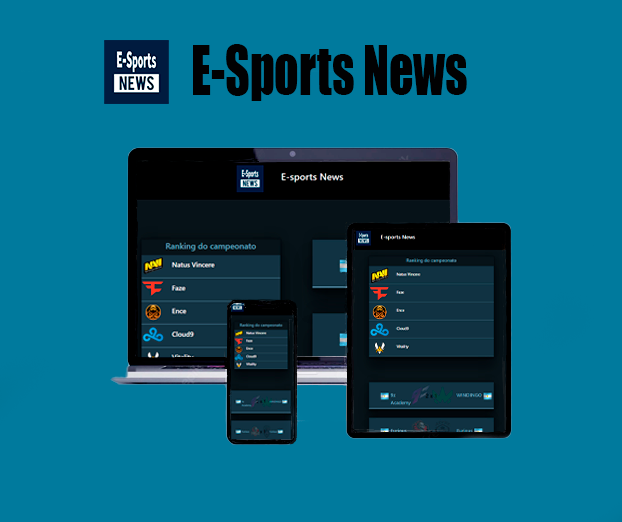 E-Sports
NEWS
E-Sports News
E-Sports
NEWS
E-sports News
Ranking do campeonato
Natus Vincere
Faze
Ence
Cloud9
Vitality
E-sports News
Ranking do campeonato
Natus Vincere
Faze
Ence
Cloud9
Vitality
Academy
WINDINGO
Ranking do campeonato
Natus Vincere
Faze
Ence
Cloud9
Vitality